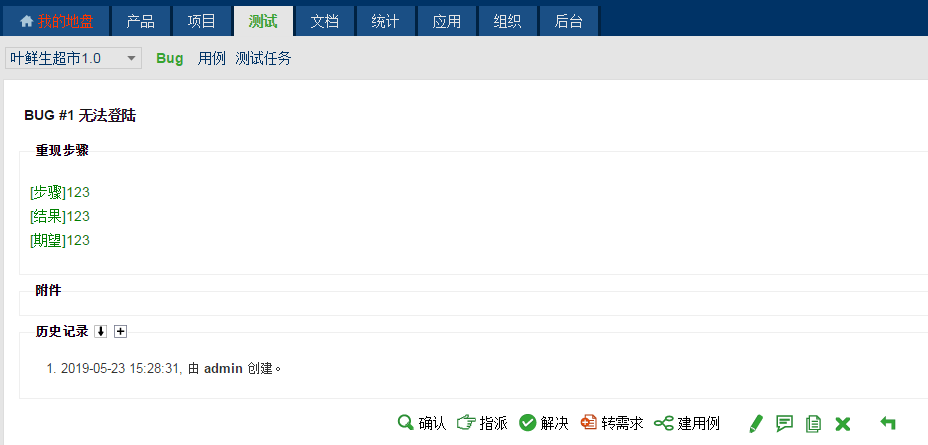 我的地盘 产品 项目 测试 文档 统计 应用 组织 后台
叶鲜生超市1.0 Bug 用例 测试任务
BUG #1 无法登陆
重现步骤
[步骤]123
[结果]123
[期望]123
附件
历史记录
1. 2019-05-23 15:28:31, 由 admin 创建。
确认 指派 解决 转需求 建用例